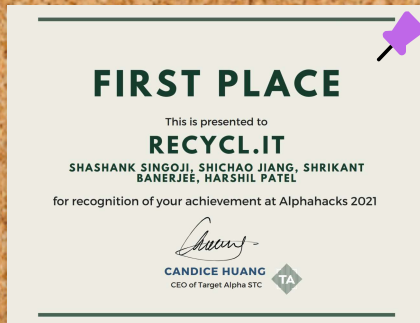 FIRST PLACE
This is presented to
RECYCL.IT
SHASHANK SINGOJI, SHICHAO JIANG, SHRIKANT
BANERJEE, HARSHIL PATEL
for recognition of your achievement at Alphahacks 2021
CANDICE HUANG
CEO of Target Alpha STC
TA